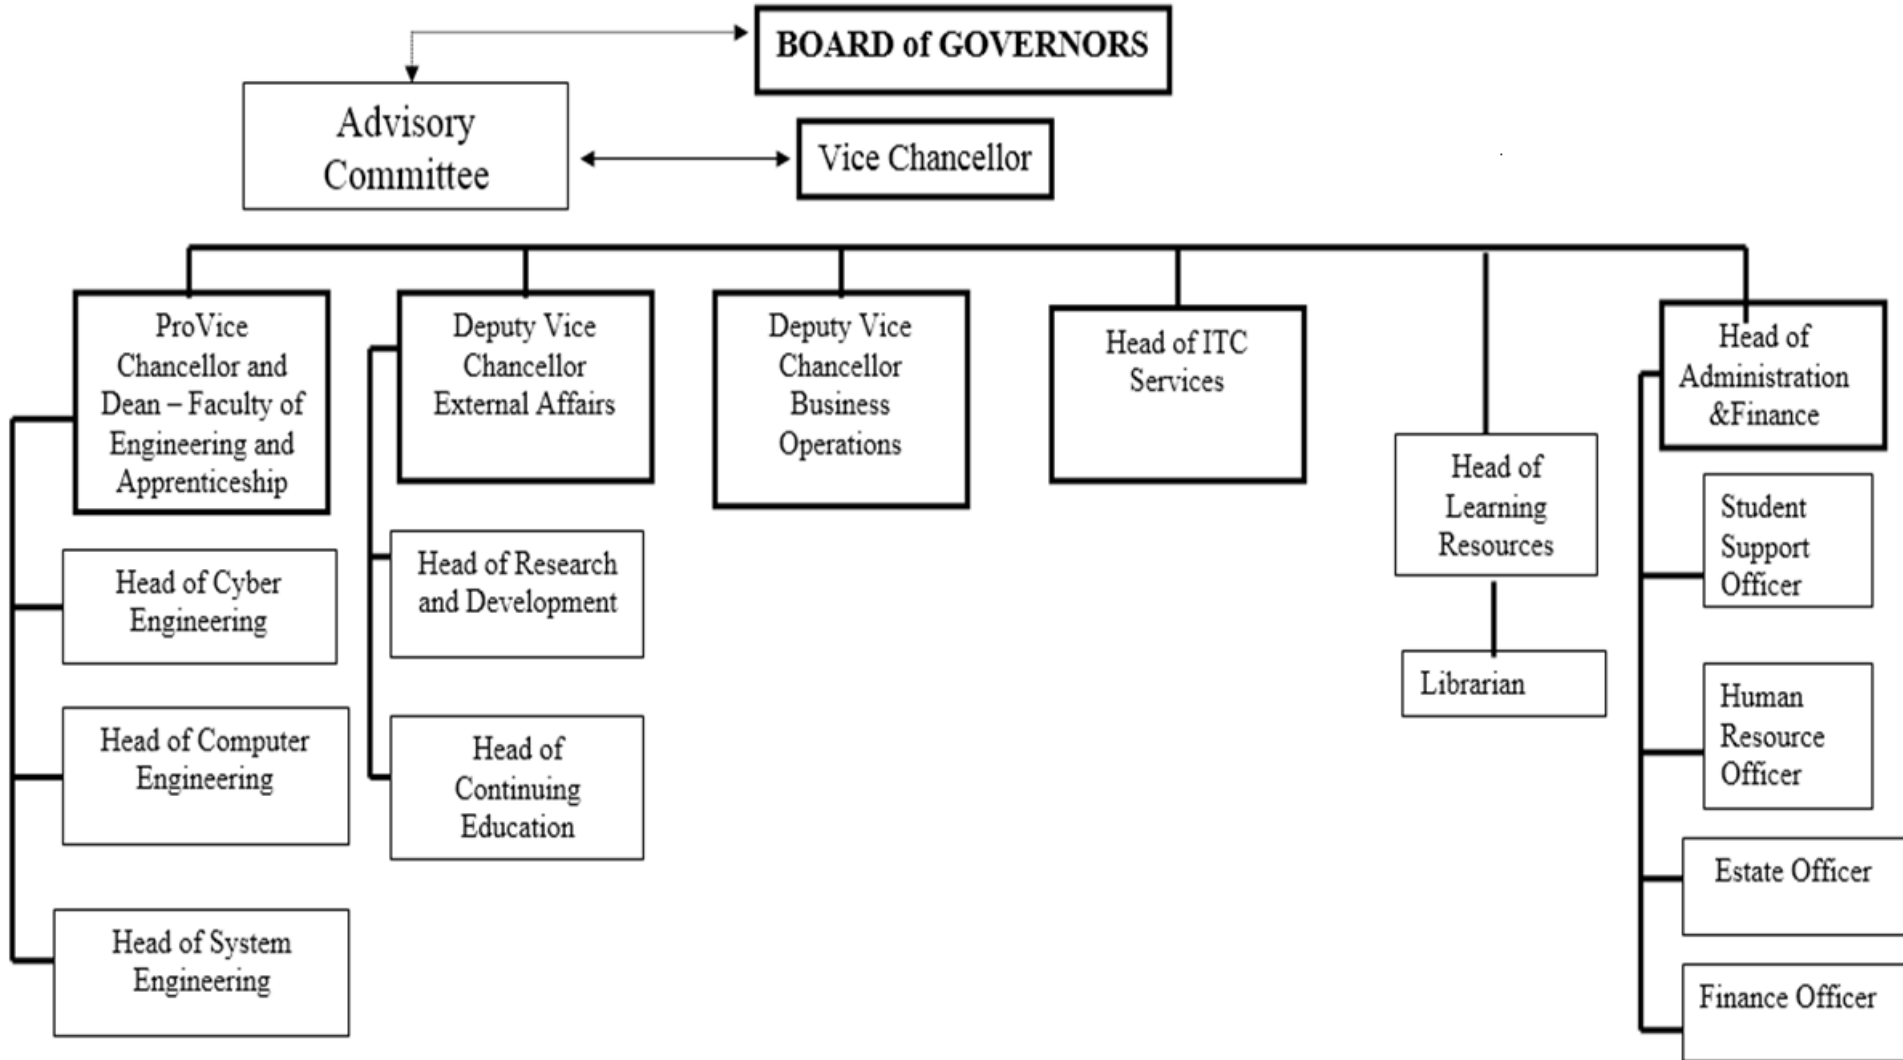 BOARD of GOVERNORS
Advisory
Committee
Vice Chancellor
ProVice
Chancellor and
Dean – Faculty of
Engineering and
Apprenticeship
Deputy Vice
Chancellor
External Affairs
Deputy Vice
Chancellor
Business
Operations
Head of ITC
Services
Head of
Learning
Resources
Head of
Administration
&Finance
Head of Cyber
Engineering
Head of Computer
Engineering
Head of System
Engineering
Head of Research
and Development
Head of
Continuing
Education
Librarian
Student
Support
Officer
Human
Resource
Officer
Estate Officer
Finance Officer